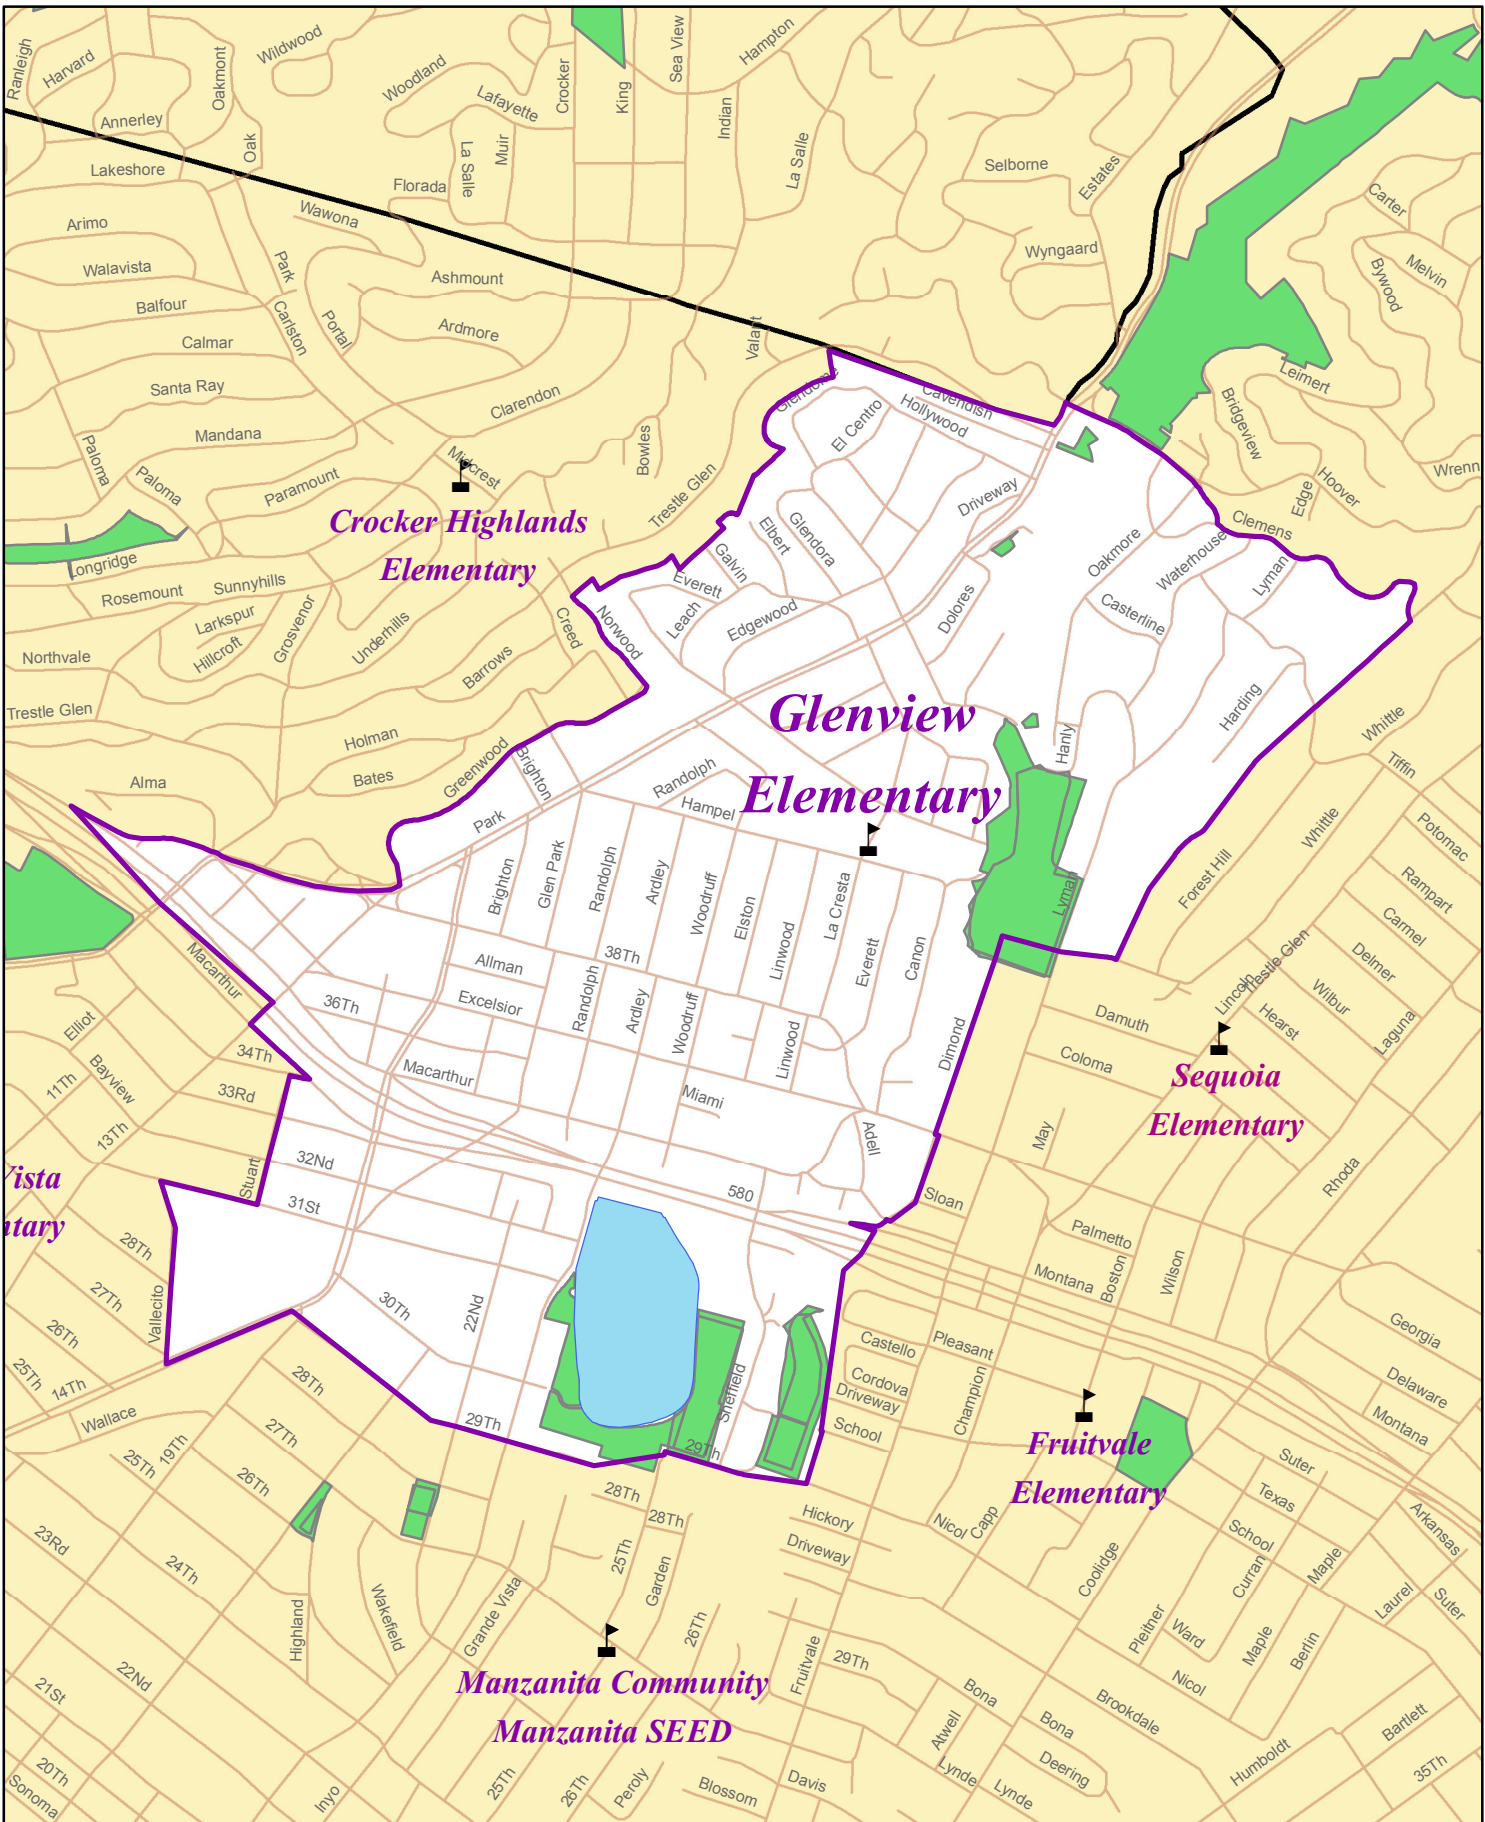 Ranleigh
Harvard
Oakmont
Wildwood
Woodland
Lafayette
Crocker
King
Sea View
Hampton
Annerley
Oak
La Salle
Muir
Indian
La Salle
Lakeshore
Florada
Selborne
Estates
Carter
Arimo
Wawona
Wyngaard
Melvin
Bywood
Walavista
Park
Ashmount
Balfour
Carlston
Portal
Ardmore
Valant
Calmar
Santa Ray
Clarendon
Glendome
Cavendish
Hollywood
El Centro
Leimert
Bridgeview
Mandana
Paloma
Paloma
Paramount
Midcrest
Bowles
Trestle Glen
Driveway
Edge
Hoover
Wrenn
Crocker Highlands
Elementary
Elbert
Glendora
Clemens
Longridge
Galvin
Everett
Oakmore
Waterhouse
Lyman
Rosemount
Sunnyhills
Larkspur
Hillcroft
Grosvenor
Underhills
Creed
Norwood
Leach
Edgewood
Dolores
Casterline
Northvale
Barrows
Trestle Glen
Holman
Harding
Whittle
Glenview
Elementary
Hanly
Alma
Bates
Greenwood
Brighton
Randolph
Hampel
Park
Tiffin
Whittle
Potomac
Brighton
Glen Park
Randolph
Ardley
Woodruff
Elston
Linwood
La Cresta
Everett
Canon
Lyman
Forest Hill
Rampart
Carmel
Delmer
Macarthur
Allman
38Th
Trestle Glen
Lincoln
Wilbur
Hearst
Laguna
36Th
Excelsior
Randolph
Ardley
Woodruff
Linwood
Dimond
Damuth
Coloma
Elliot
34Th
Bayview
11Th
33Rd
13Th
Macarthur
Miami
Adell
May
Sequoia
Elementary
Vista
ntary
Stuart
32Nd
31St
580
Sloan
Rhoda
28Th
27Th
26Th
25Th
Vallecito
30Th
22Nd
Palmetto
Montana
Boston
Wilson
Georgia
Castello
Pleasant
Cordova
Driveway
School
Champion
Delaware
Montana
14Th
Wallace
28Th
27Th
29Th
Sheffield
29Th
Fruitvale
Elementary
Suter
Texas
School
Arkansas
25Th
19Th
26Th
28Th
28Th
Hickory
Driveway
Nicol
Capp
23Rd
24Th
25Th
Garden
Coolidge
Curran
Maple
Laurel
Suter
Highland
Wakefield
Grande Vista
26Th
Pleitner
Ward
Maple
Berlin
Manzanita Community
Manzanita SEED
Fruitvale
29Th
Nicol
21St
22Nd
Bona
Bona
Brookdale
Bartlett
Atwell
20Th
Sonoma
Inyo
25Th
26Th
Peroly
Blossom
Davis
Lynde
Lynde
Deering
Humboldt
35Th